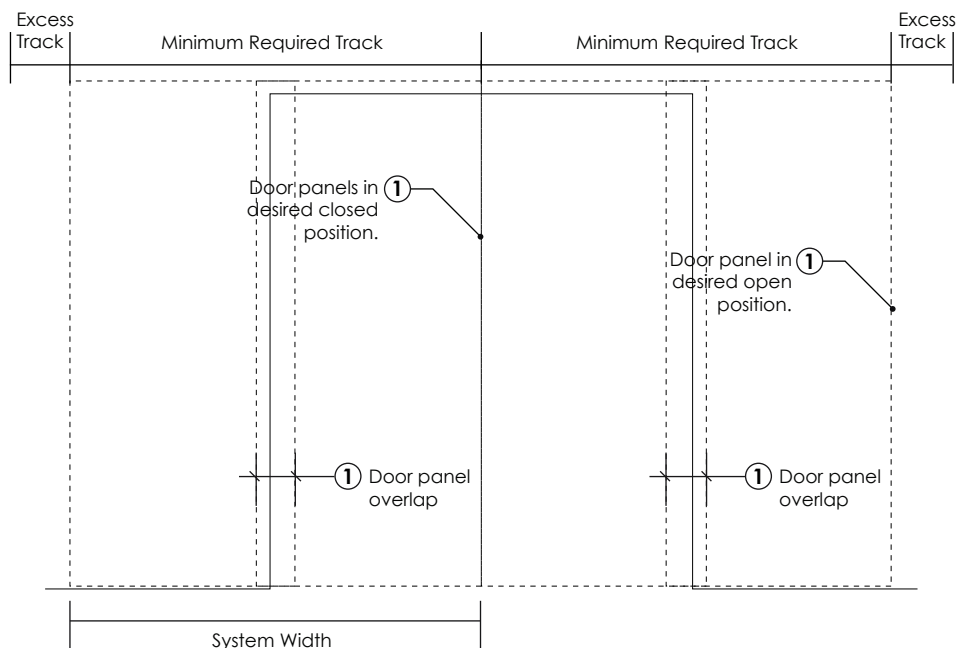 Excess
Track
Minimum Required Track
Minimum Required Track
Excess
Track
Door panels in 1
desired closed
position.
Door panel in 1
desired open
position.
1 Door panel
overlap
1 Door panel
overlap
System Width